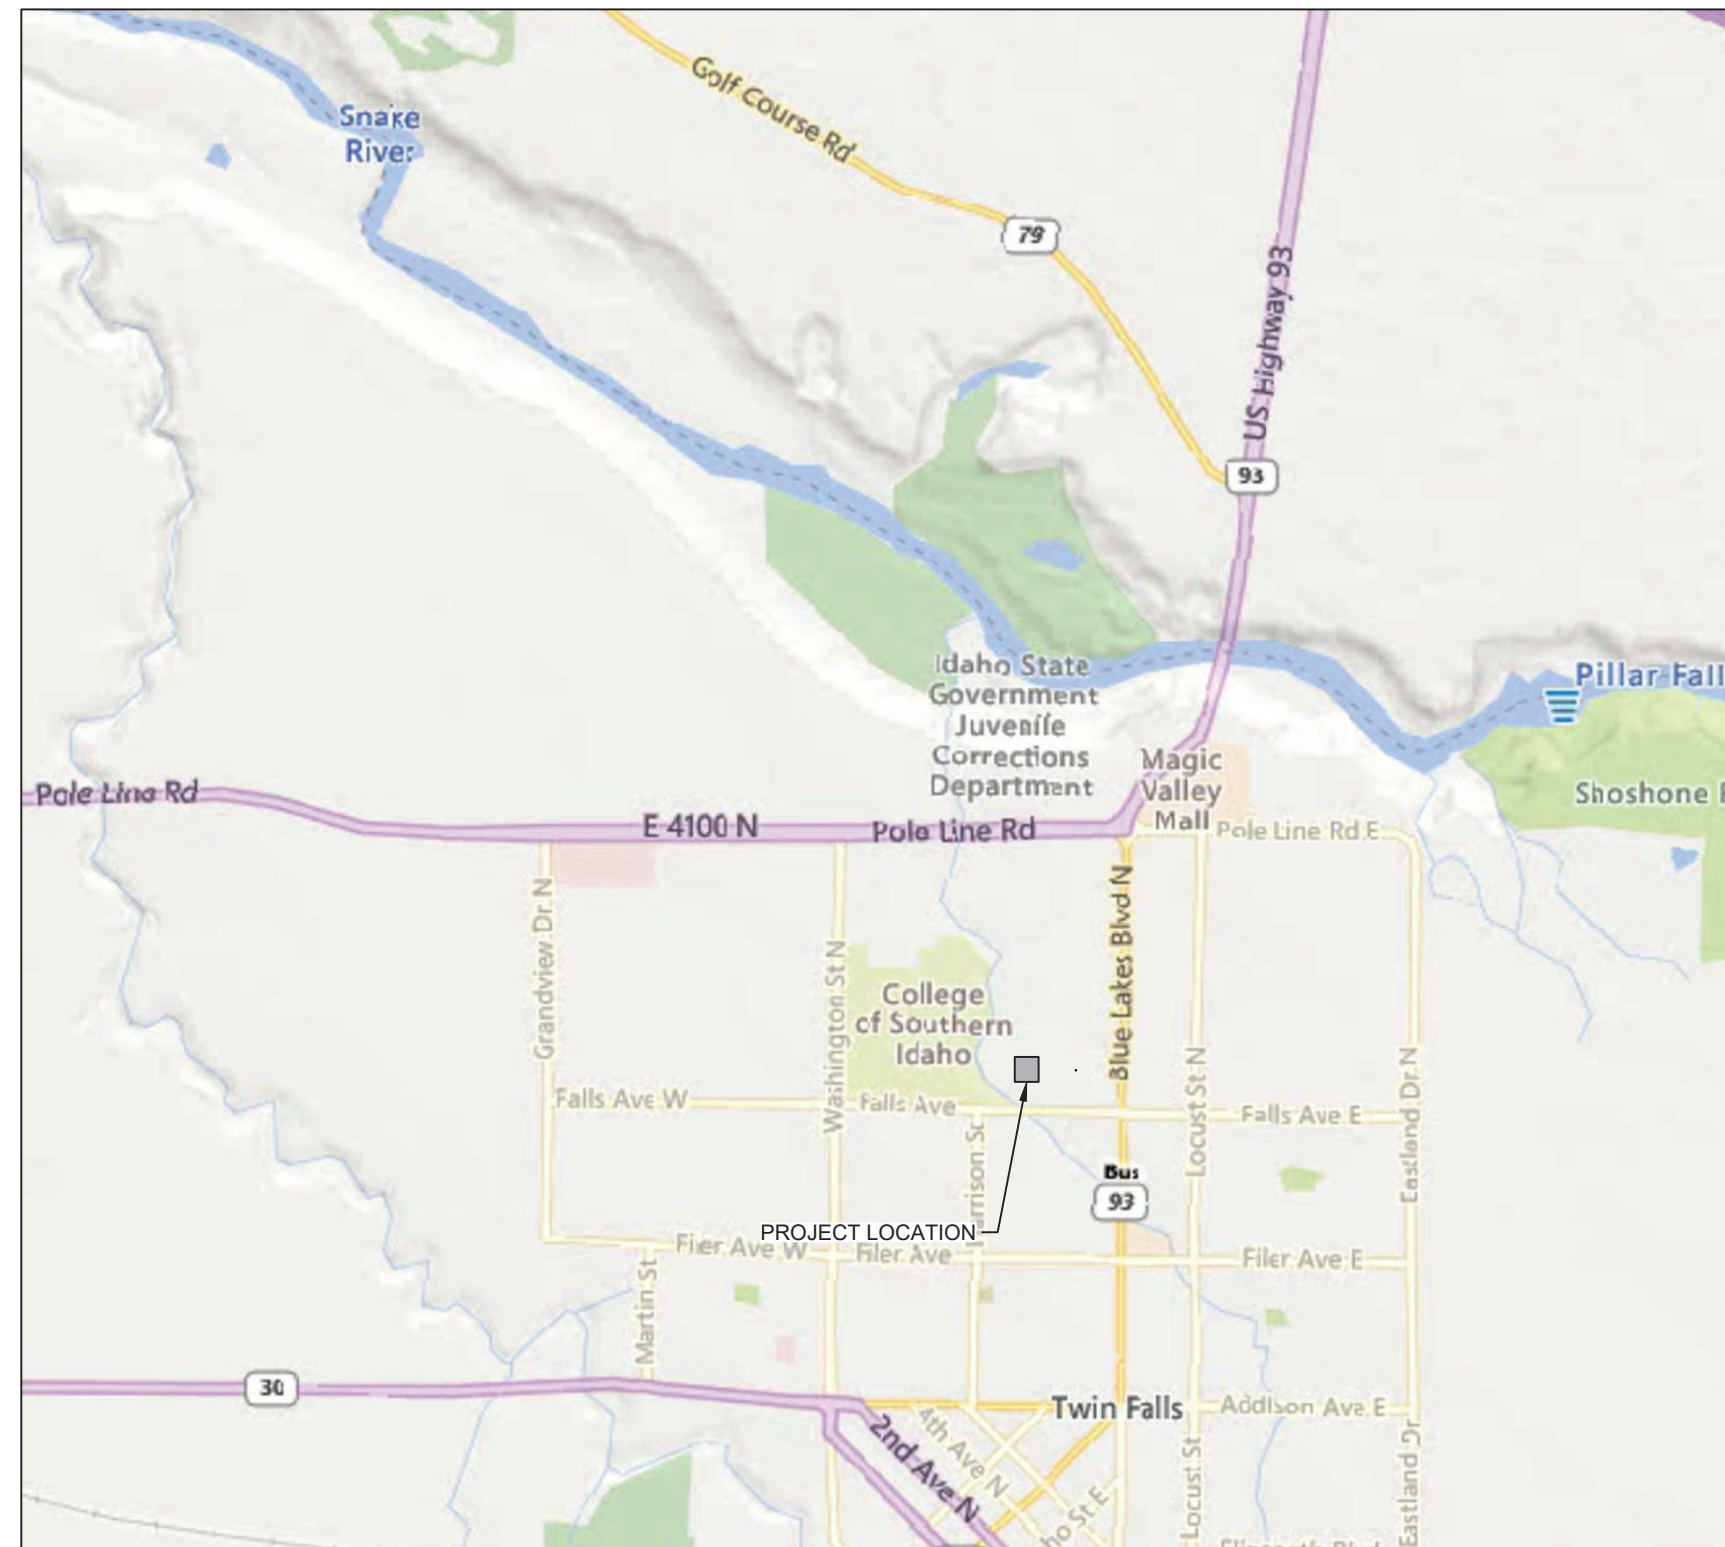 Golf Course Rd
Snake
River
79
US Highway 93
93
Idaho State
Government
Juvenile
Corrections
Department
Pillar Fall
Magic
Valley
Mall
Shoshone
Pole Line Rd
E 4100 N
Pole Line Rd
Pole Line Rd E
Grandview Dr N
Washington St N
College
of Southern
Idaho
Blue Lakes Blvd N
Locust St N
Eastland Dr N
Falls Ave W
Falls Ave
Falls Ave E
Bus
93
PROJECT LOCATION
Filer Ave
Filer Ave E
Martin St
30
2nd Ave N
4th Ave N
Twin Falls
Addison Ave E
Locust St
Eastland Dr
St E